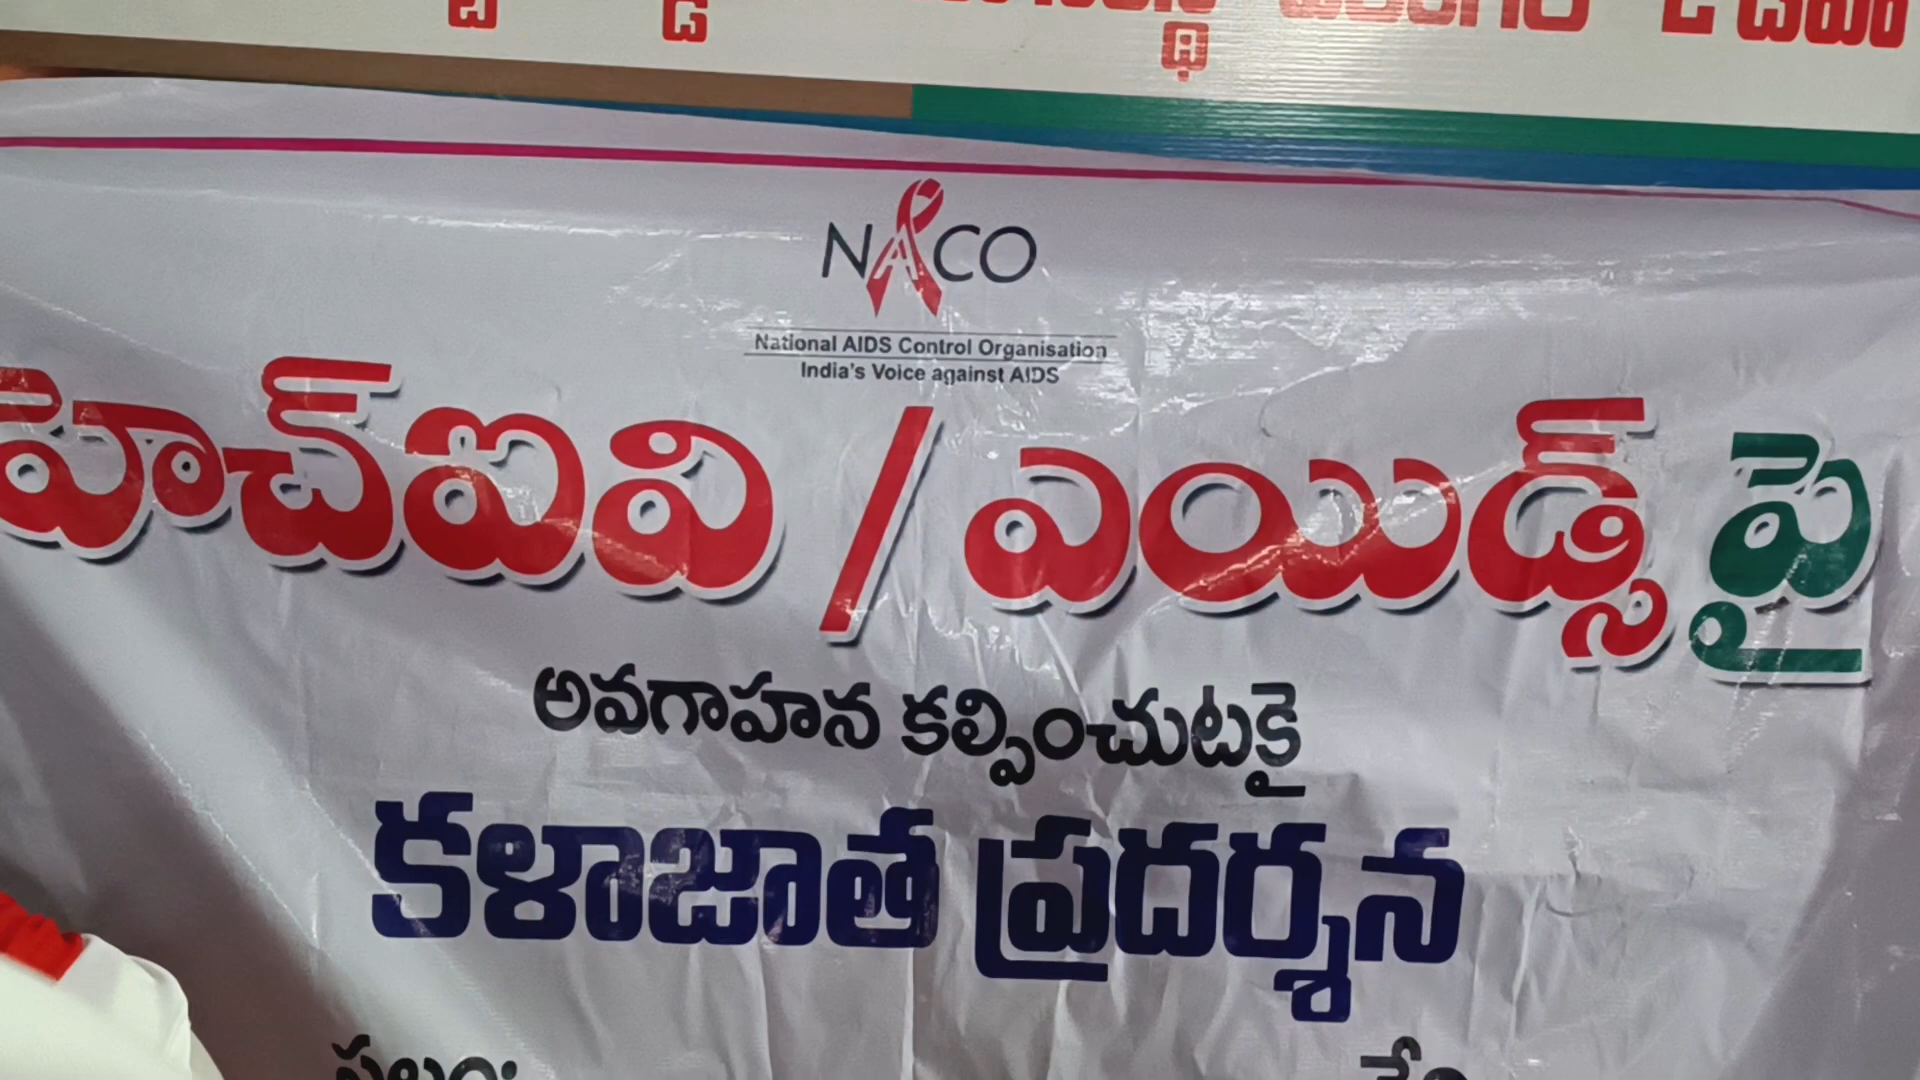 NACO
National AIDS Control Organisation
India's Voice against AIDS
హెచ్ఐవి / ఎయిడ్స్ పై
అవగాహన కల్పించుటకై
కళాజాత ప్రదర్శన